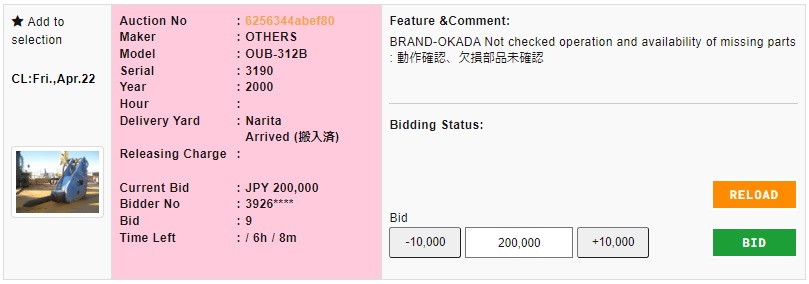 ★ Add to
selection
CL:Fri.,Apr.22
Auction No : 6256344abef80
Maker : OTHERS
Model : OUB-312B
Serial : 3190
Year : 2000
Hour :
Delivery Yard : Narita
Arrived (搬入済)
Releasing Charge :
Current Bid : JPY 200,000
Bidder No : 3926****
Bid : 9
Time Left : / 6h / 8m
Feature &Comment:
BRAND-OKADA Not checked operation and availability of missing parts
: 動作確認、欠損部品未確認
Bidding Status:
RELOAD
Bid
-10,000 200,000 +10,000 BID